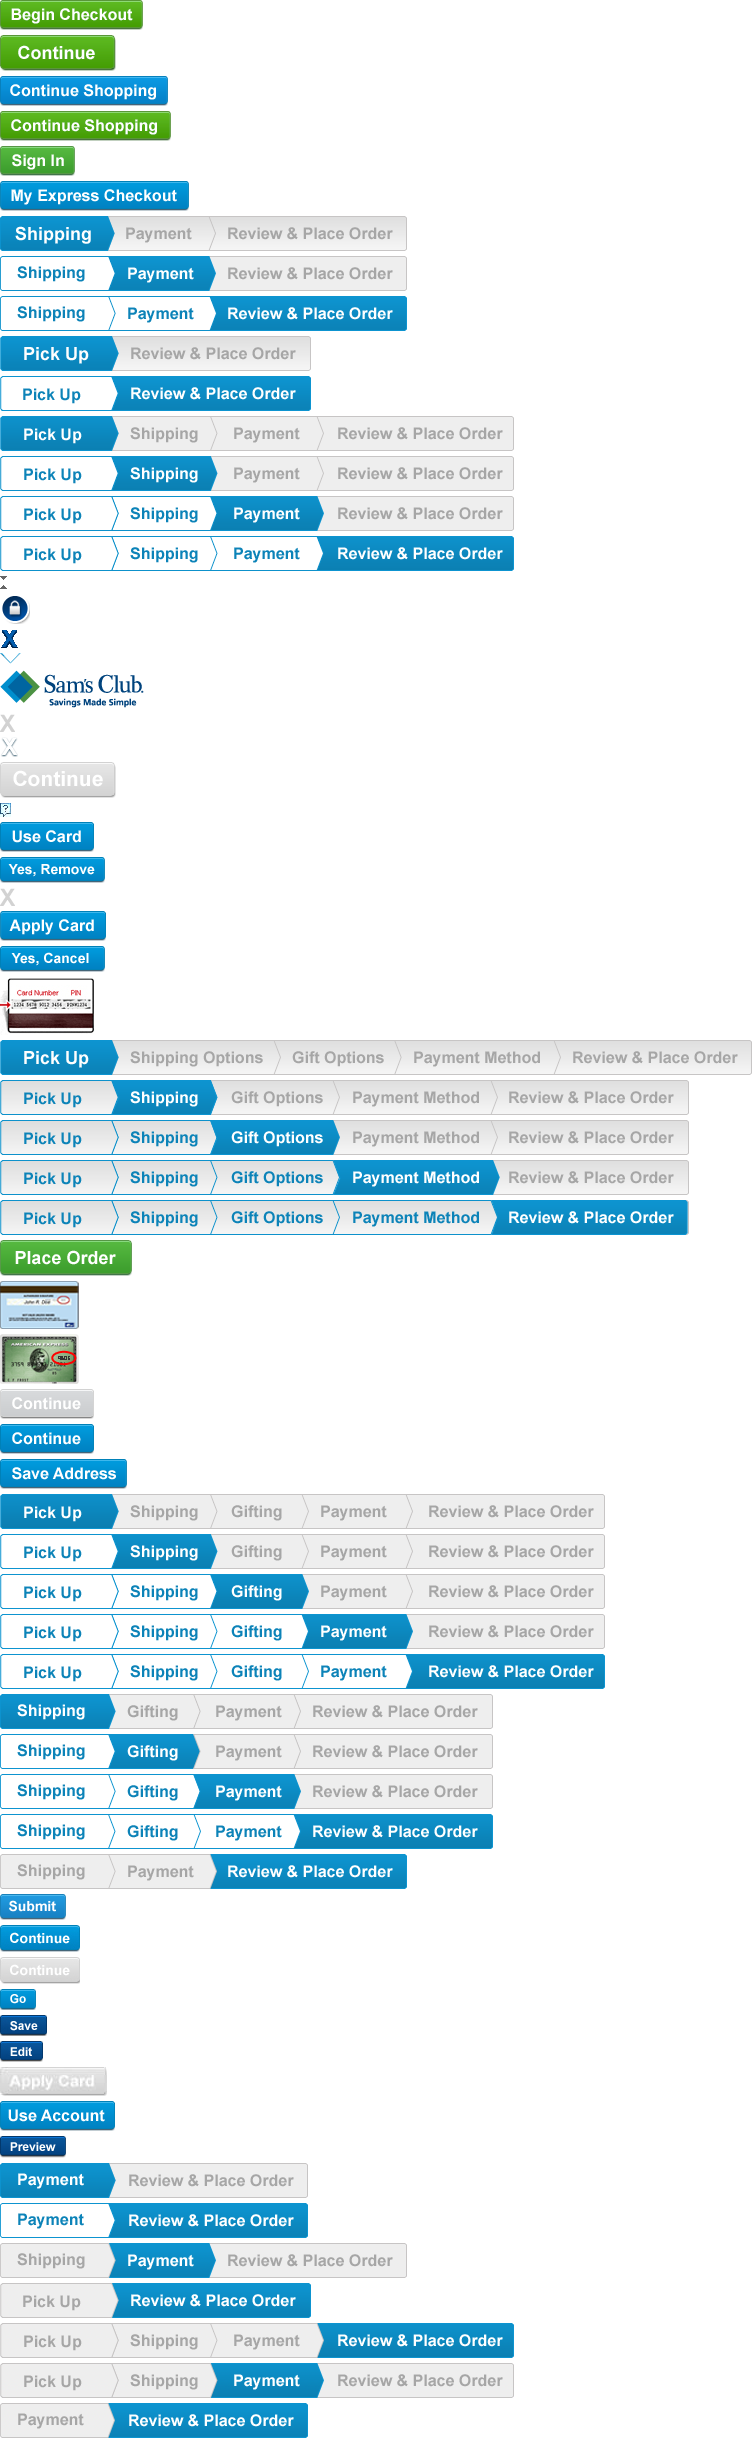 Begin Checkout
Continue
Continue Shopping
Continue Shopping
Sign In
My Express Checkout
Shipping Payment Review & Place Order
Shipping Payment Review & Place Order
Shipping Payment Review & Place Order
Pick Up Review & Place Order
Pick Up Review & Place Order
Pick Up Shipping Payment Review & Place Order
Pick Up Shipping Payment Review & Place Order
Pick Up Shipping Payment Review & Place Order
Pick Up Shipping Payment Review & Place Order
X
Sam's Club
Savings Made Simple
X
X
Continue
?
Use Card
Yes, Remove
X
Apply Card
Yes, Cancel
Card Number PIN
Pick Up Shipping Options Gift Options Payment Method Review & Place Order
Pick Up Shipping Gift Options Payment Method Review & Place Order
Pick Up Shipping Gift Options Payment Method Review & Place Order
Pick Up Shipping Gift Options Payment Method Review & Place Order
Pick Up Shipping Gift Options Payment Method Review & Place Order
Place Order
AMERICAN EXPRESS
Continue
Continue
Save Address
Pick Up Shipping Gifting Payment Review & Place Order
Pick Up Shipping Gifting Payment Review & Place Order
Pick Up Shipping Gifting Payment Review & Place Order
Pick Up Shipping Gifting Payment Review & Place Order
Pick Up Shipping Gifting Payment Review & Place Order
Shipping Gifting Payment Review & Place Order
Shipping Gifting Payment Review & Place Order
Shipping Gifting Payment Review & Place Order
Shipping Gifting Payment Review & Place Order
Shipping Payment Review & Place Order
Submit
Continue
Continue
Go
Save
Edit
Apply Card
Use Account
Preview
Payment Review & Place Order
Payment Review & Place Order
Shipping Payment Review & Place Order
Pick Up Review & Place Order
Pick Up Shipping Payment Review & Place Order
Pick Up Shipping Payment Review & Place Order
Payment Review & Place Order